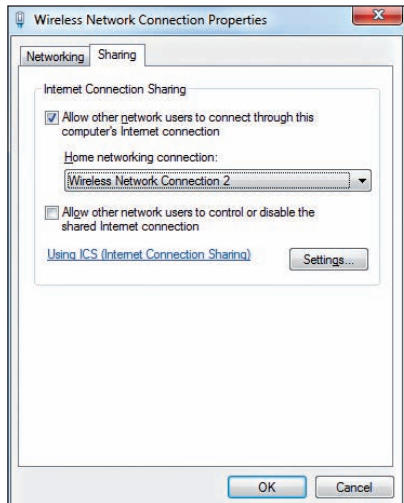 Wireless Network Connection Properties
Networking
Sharing
Internet Connection Sharing
Allow other network users to connect through this
computer's Internet connection
Home networking connection:
Wireless Network Connection 2
Allow other network users to control or disable the
shared Internet connection
Using ICS (Internet Connection Sharing)
Settings...
OK
Cancel